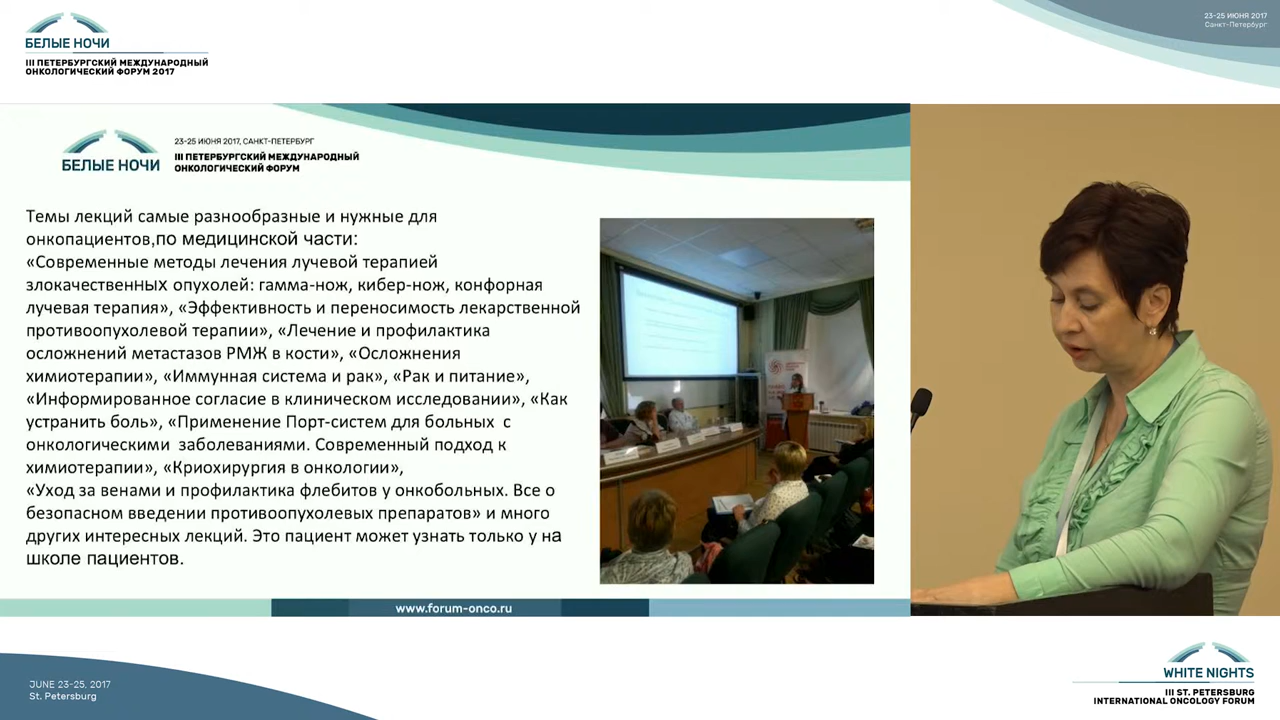 БЕЛЫЕ НОЧИ
III ПЕТЕРБУРГСКИЙ МЕЖДУНАРОДНЫЙ
ОНКОЛОГИЧЕСКИЙ ФОРУМ 2017
23-25 ИЮНЯ 2017
Санкт-Петербург
БЕЛЫЕ НОЧИ
23-25 ИЮНЯ 2017, САНКТ-ПЕТЕРБУРГ
III ПЕТЕРБУРГСКИЙ МЕЖДУНАРОДНЫЙ
ОНКОЛОГИЧЕСКИЙ ФОРУМ
Темы лекций самые разнообразные и нужные для
онкопациентов,по медицинской части:
«Современные методы лечения лучевой терапией
злокачественных опухолей: гамма-нож, кибер-нож, конфорная
лучевая терапия», «Эффективность и переносимость лекарственной
противоопухолевой терапии», «Лечение и профилактика
осложнений метастазов РМЖ в кости», «Осложнения
химиотерапии», «Иммунная система и рак», «Рак и питание»,
«Информированное согласие в клиническом исследовании», «Как
устранить боль», «Применение Порт-систем для больных с
онкологическими заболеваниями. Современный подход к
химиотерапии», «Криохирургия в онкологии»,
«Уход за венами и профилактика флебитов у онкобольных. Все о
безопасном введении противоопухолевых препаратов» и много
других интересных лекций. Это пациент может узнать только у на
школе пациентов.
www.forum-onco.ru
JUNE 23-25, 2017
St. Petersburg
WHITE NIGHTS
III ST. PETERSBURG
INTERNATIONAL ONCOLOGY FORUM